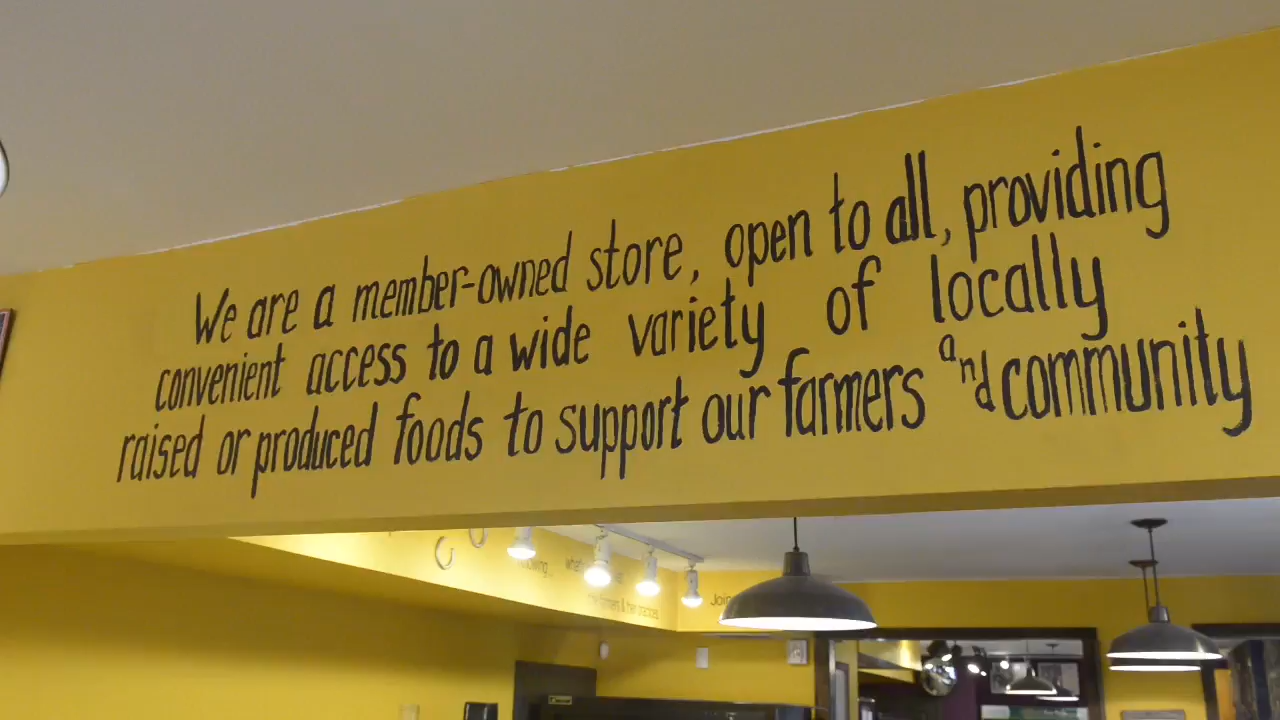 We are a member-owned store, open to all, providing
convenient access to a wide variety of locally
raised or produced foods to support our farmers and community